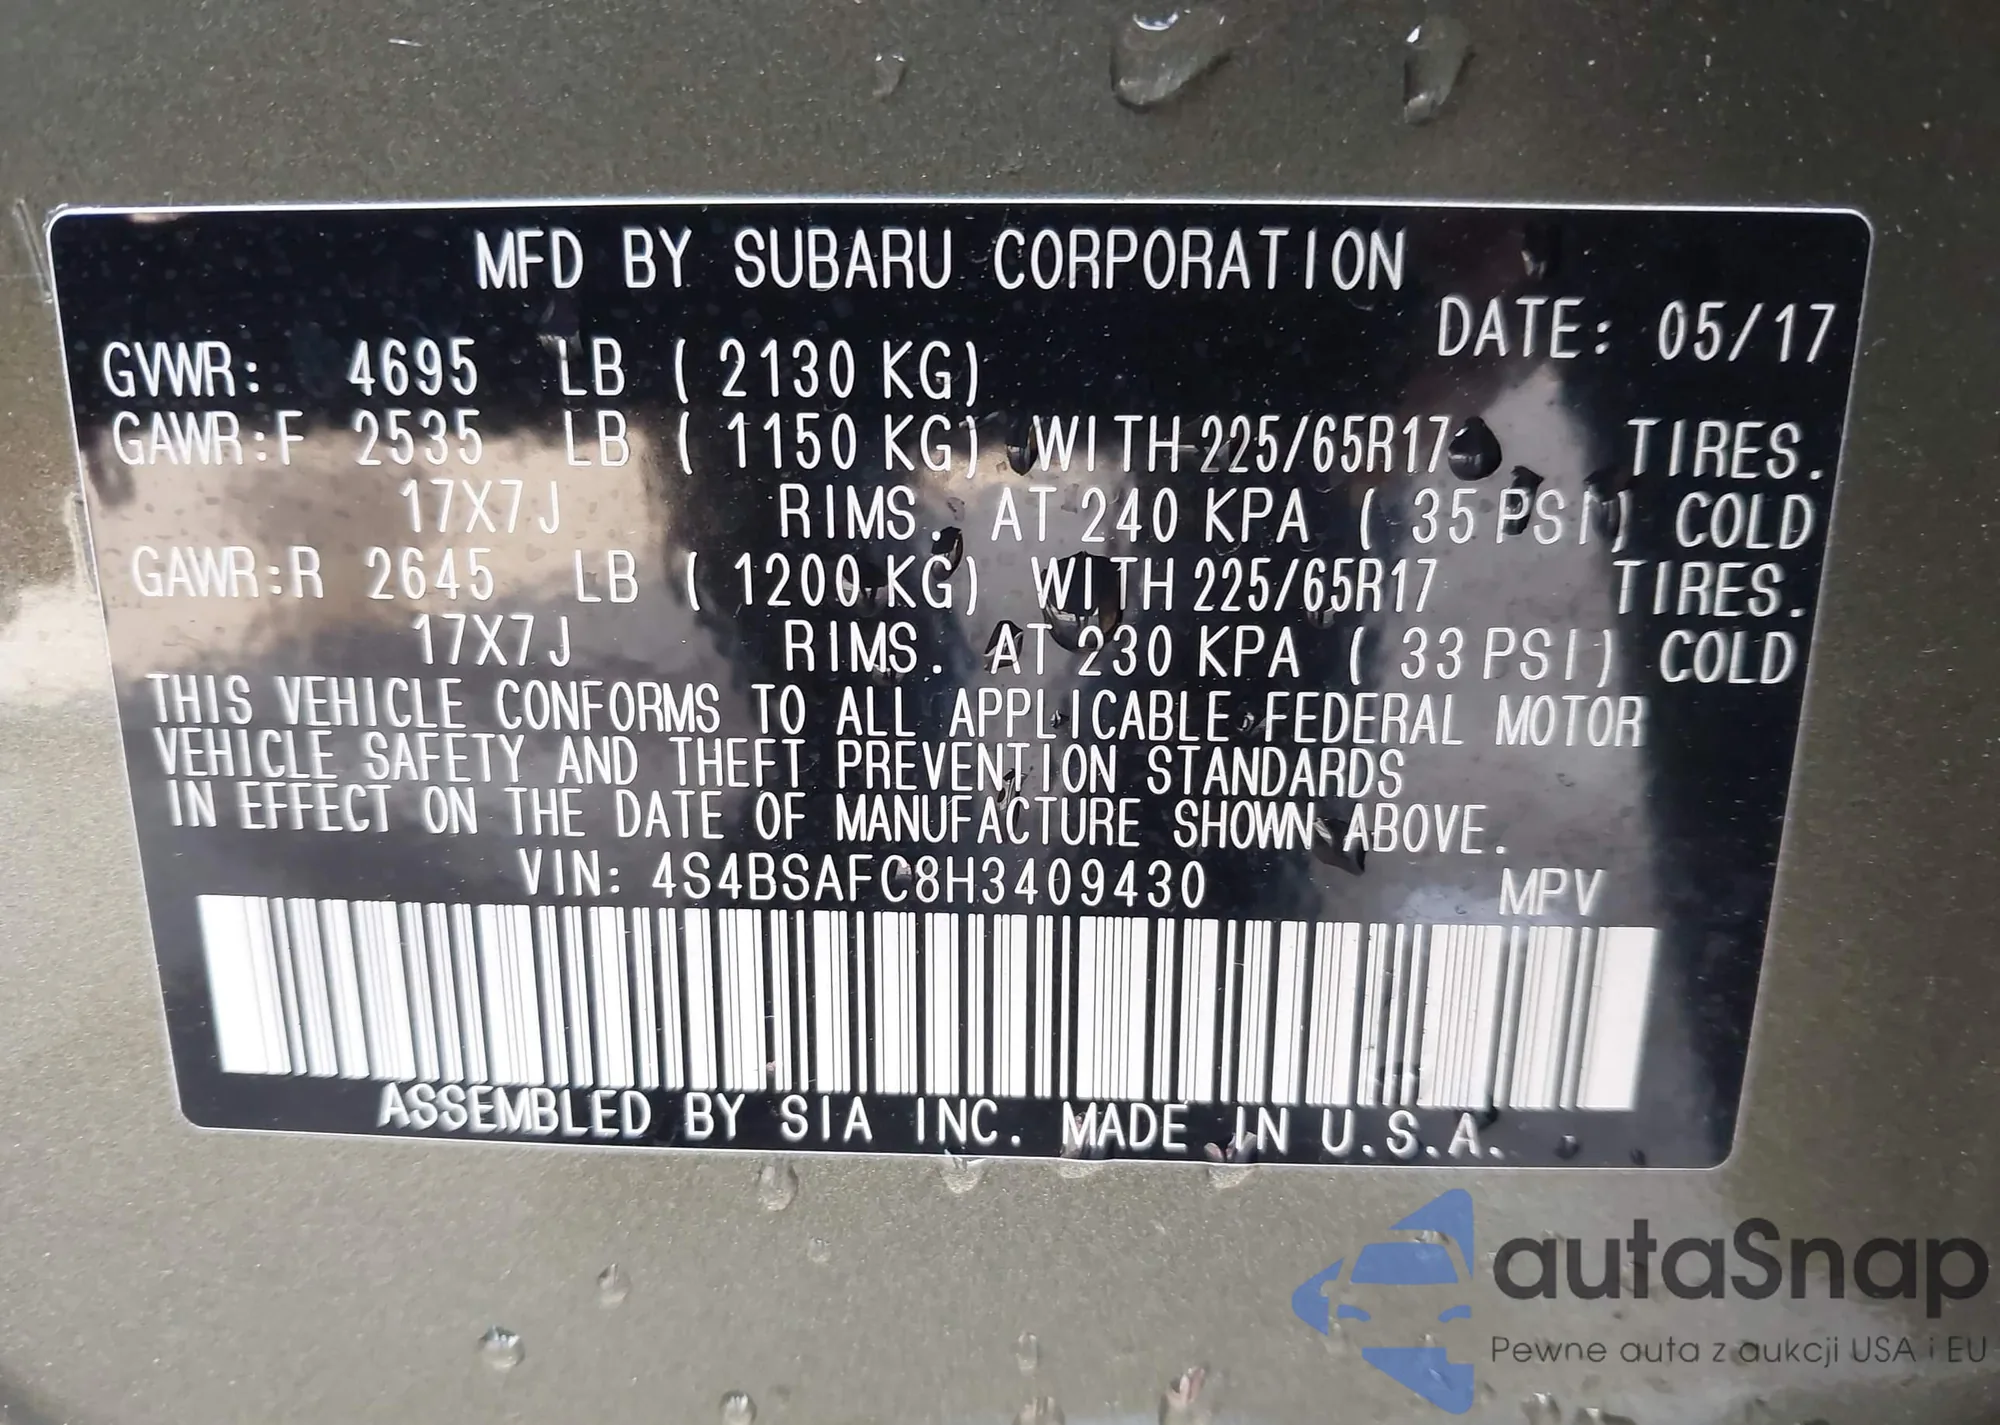 MFD BY SUBARU CORPORATION
DATE: 05/17
GVWR: 4695 LB ( 2130 KG)
GAWR:F 2535 LB ( 1150 KG) WITH 225/65R17 TIRES.
17X7J RIMS. AT 240 KPA ( 35 PSI) COLD
GAWR:R 2645 LB ( 1200 KG) WITH 225/65R17 TIRES.
17X7J RIMS. AT 230 KPA ( 33 PSI) COLD
THIS VEHICLE CONFORMS TO ALL APPLICABLE FEDERAL MOTOR
VEHICLE SAFETY AND THEFT PREVENTION STANDARDS
IN EFFECT ON THE DATE OF MANUFACTURE SHOWN ABOVE.
VIN: 4S4BSAFC8H3409430 MPV
ASSEMBLED BY SIA INC. MADE IN U.S.A.
autaSnap
Pewne auta z aukcji USA i EU